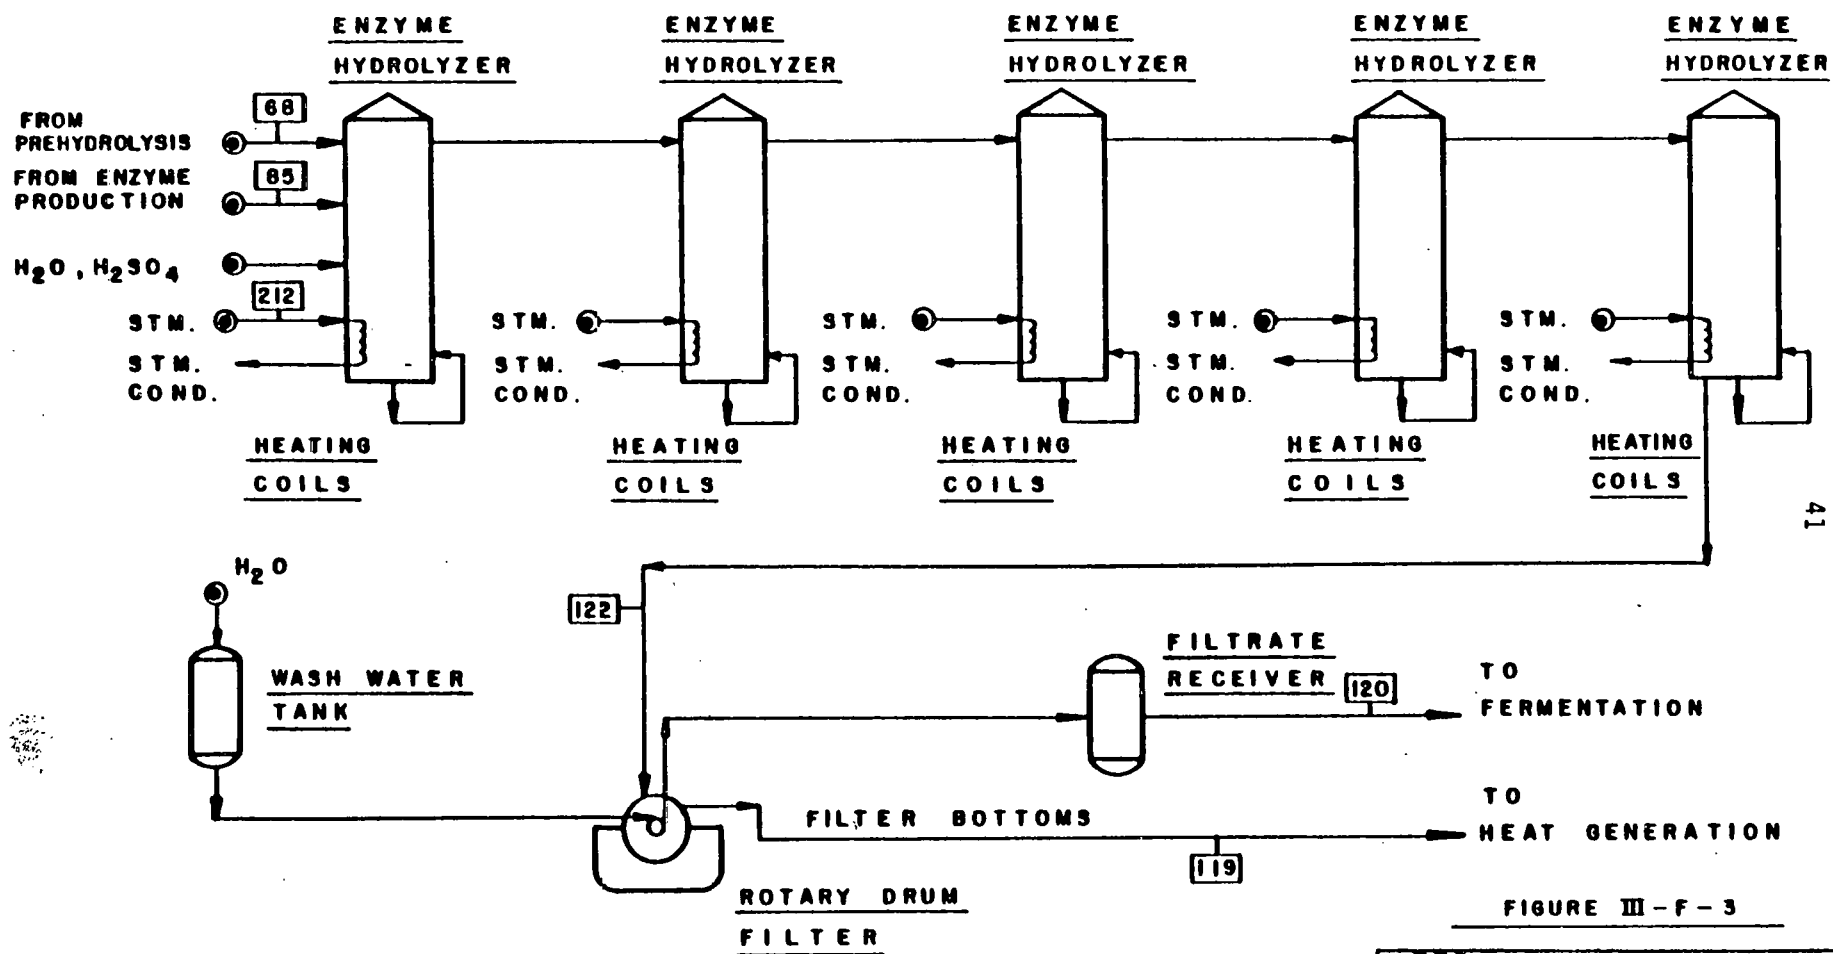 ENZYME
HYDROLYZER
ENZYME
HYDROLYZER
ENZYME
HYDROLYZER
ENZYME
HYDROLYZER
ENZYME
HYDROLYZER
FROM
PREHYDROLYSIS
68
FROM ENZYME
PRODUCTION
85
H₂O, H₂SO₄
212
STM.
STM.
COND.
STM.
STM.
COND.
STM.
STM.
COND.
STM.
STM.
COND.
STM.
STM.
COND.
HEATING
COILS
HEATING
COILS
HEATING
COILS
HEATING
COILS
HEATING
COILS
41
H₂O
122
WASH WATER
TANK
FILTRATE
RECEIVER
120
TO
FERMENTATION
FILTER BOTTOMS
TO
HEAT GENERATION
119
ROTARY DRUM
FILTER
FIGURE III-F-3